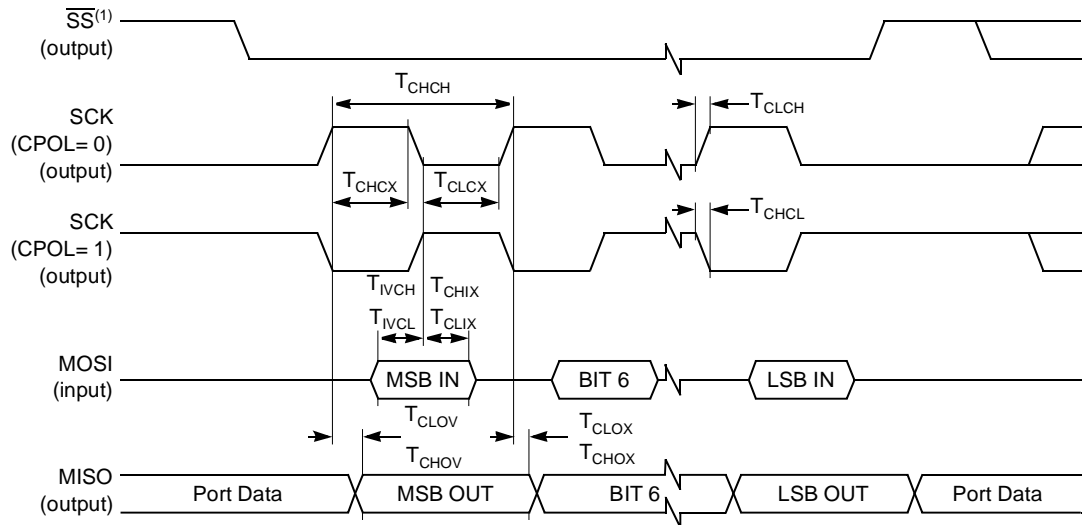 SS(1)
(output)
TCHCH
TCLCH
SCK
(CPOL= 0)
(output)
TCHCX
TCLCX
TCHCL
SCK
(CPOL= 1)
(output)
TIVCH
TCHIX
TIVCL
TCLIX
MOSI
(input)
MSB IN
BIT 6
LSB IN
TCLOV
TCLOX
TCHOV
TCHOX
MISO
(output)
Port Data
MSB OUT
BIT 6
LSB OUT
Port Data